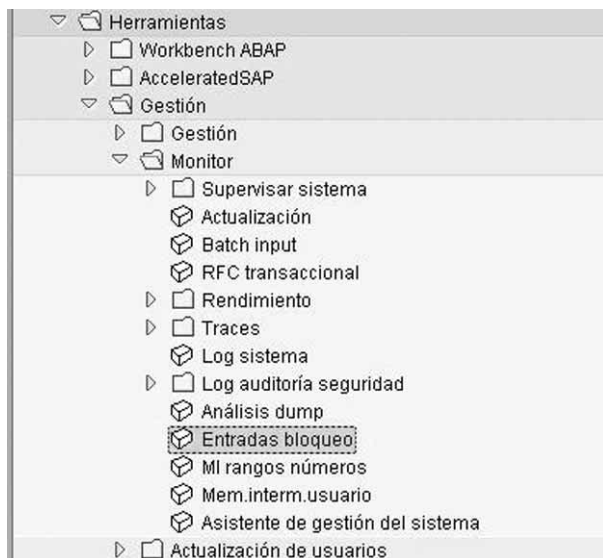 Herramientas
Workbench ABAP
AcceleratedSAP
Gestión
Gestión
Monitor
Supervisar sistema
Actualización
Batch input
RFC transaccional
Rendimiento
Traces
Log sistema
Log auditoría seguridad
Análisis dump
Entradas bloqueo
MI rangos números
Mem.interm.usuario
Asistente de gestión del sistema
Actualización de usuarios